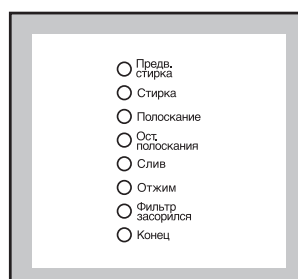 Предв.
стирка
Стирка
Полоскание
Ост.
полоскания
Слив
Отжим
Фильтр
засорился
Конец